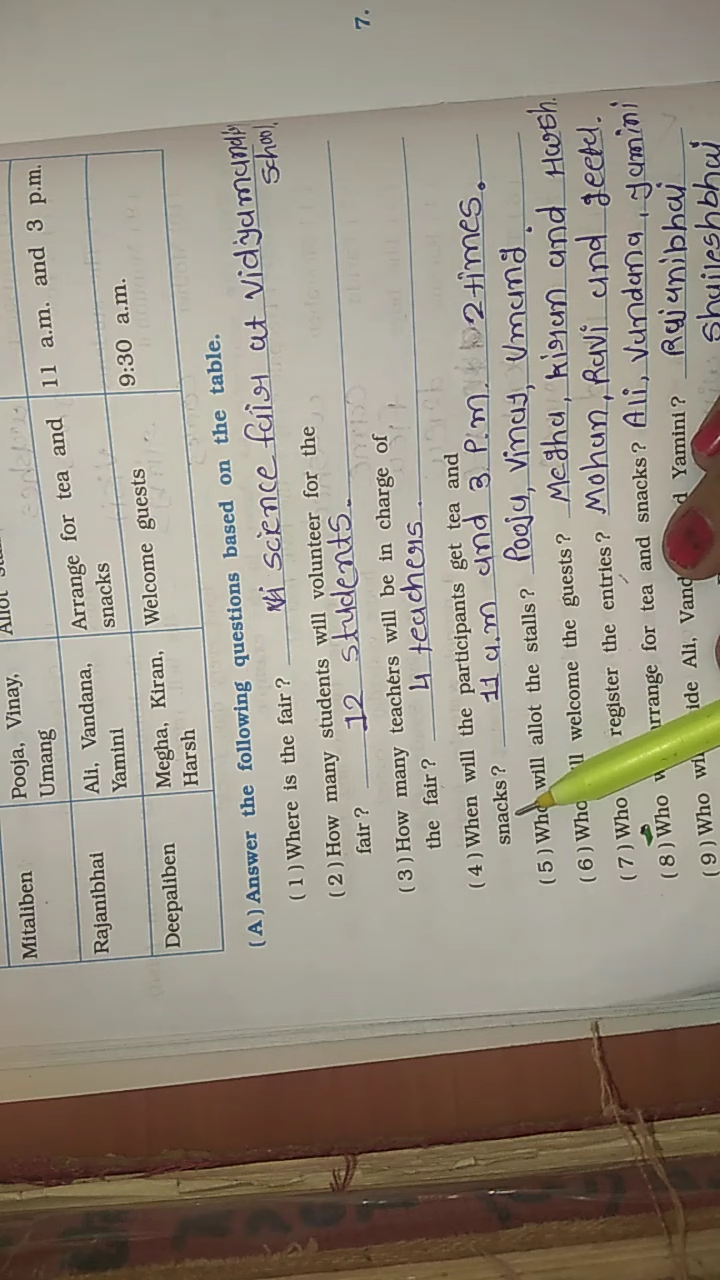 Mitaliben Pooja, Vinay, Umang Allot 11 a.m. and 3 p.m.
Rajanibhai Ali, Vandana, Yamini Arrange for tea and snacks
Deepaliben Megha, Kiran, Harsh Welcome guests 9:30 a.m.
(A) Answer the following questions based on the table.
(1) Where is the fair? science fair at vidyamandir school.
(2) How many students will volunteer for the
fair? 12 students.
(3) How many teachers will be in charge of
the fair? 4 teachers.
(4) When will the participants get tea and
snacks? 11 a.m and 3 P.m. 2 times.
(5) Who will allot the stalls? Pooju, Vinay, Umang.
(6) Who will welcome the guests? Megha, Kiran and Harsh.
(7) Who register the entries? Mohan, Ravi and Geeta.
(8) Who arrange for tea and snacks? Ali, Vandana, Yamini
(9) Who ide Ali, Vand d Yamini? Rajanibhai
Shaileshbhai
7.